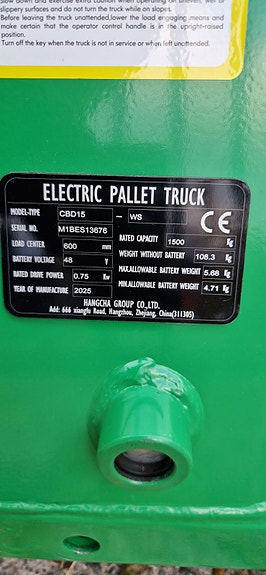 Slow down and exercise extra caution when operating on uneven, wet or
slippery surfaces and do not turn the truck while on slopes.
Before leaving the truck unattended,lower the load engaging means and
make certain that the operator control handle is in the upright-raised
position.
Turn off the key when the truck is not in service or when left unattended.
ELECTRIC PALLET TRUCK
MODEL-TYPE CBD15 - WS CE
SERIAL NO. M1BES13676
LOAD CENTER 600 mm RATED CAPACITY 1500 Kg
BATTERY VOLTAGE 48 V WEIGHT WITHOUT BATTERY 108.3 Kg
RATED DRIVE POWER 0.75 Kw MAX.ALLOWABLE BATTERY WEIGHT 5.68 Kg
YEAR OF MANUFACTURE 2025 MIN.ALLOWABLE BATTERY WEIGHT 4.71 Kg
HANGCHA GROUP CO.,LTD.
Add: 666 xiangfu Road, Hangzhou, Zhejiang, China(311305)